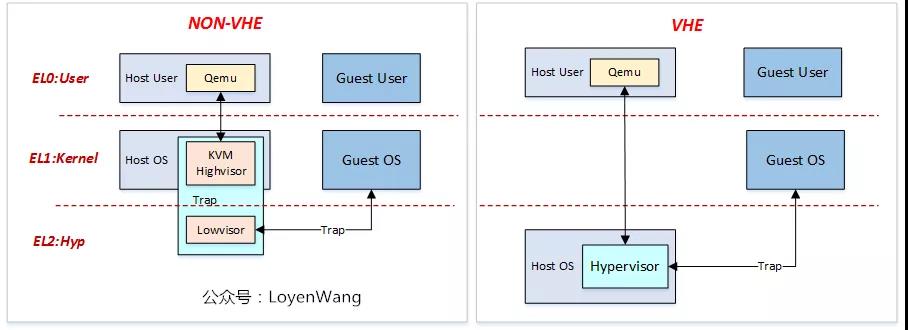 NON-VHE
EL0:User
Host User
Qemu
Guest User
EL1:Kernel
Host OS
KVM
Highvisor
Guest OS
Trap
EL2:Hyp
Lowvisor
Trap
公众号：LoyenWang
VHE
Host User
Qemu
Guest User
Guest OS
Host OS
Hypervisor
Trap